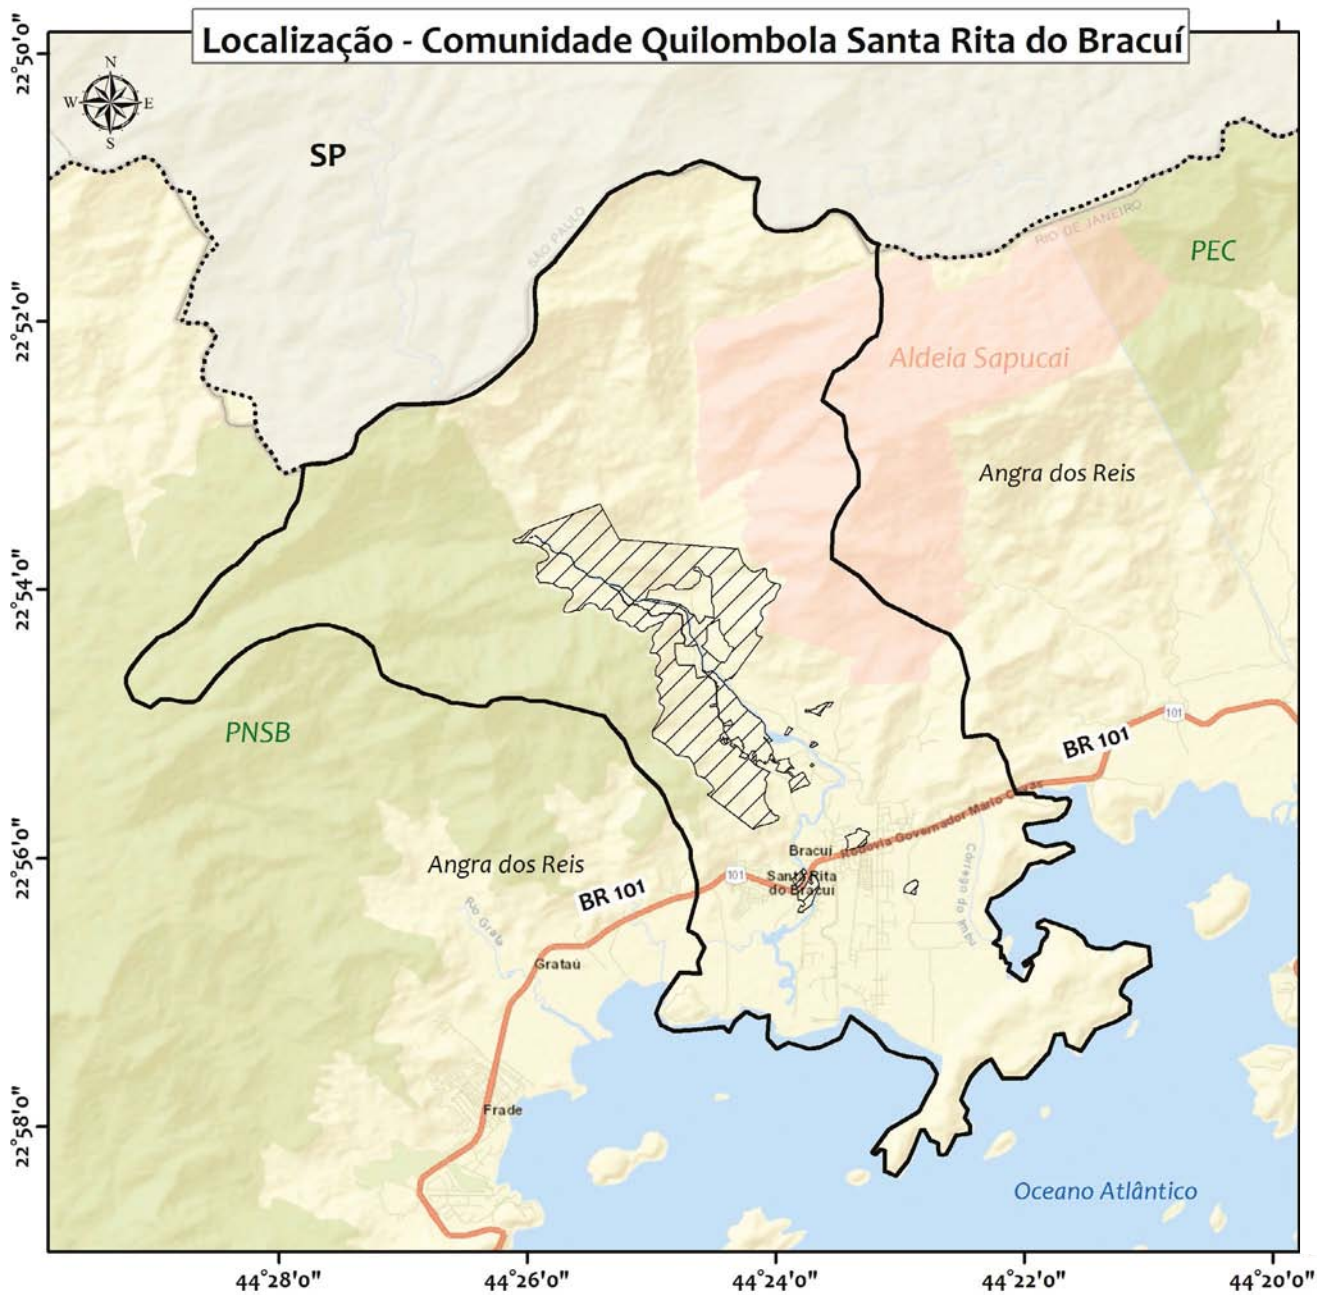 Localização - Comunidade Quilombola Santa Rita do Bracuí
22°50'0"
N
W E
S
SP
SÃO PAULO
RIO DE JANEIRO
PEC
22°52'0"
Aldeia Sapucai
Angra dos Reis
22°54'0"
PNSB
101
BR 101
Rodovia Governador Mario Covas
22°56'0"
Bracuí
Angra dos Reis
101
Santa Rita
do Bracuí
BR 101
Córrego do Imbú
Rio Grataú
Grataú
Frade
22°58'0"
Oceano Atlântico
44°28'0" 44°26'0" 44°24'0" 44°22'0" 44°20'0"